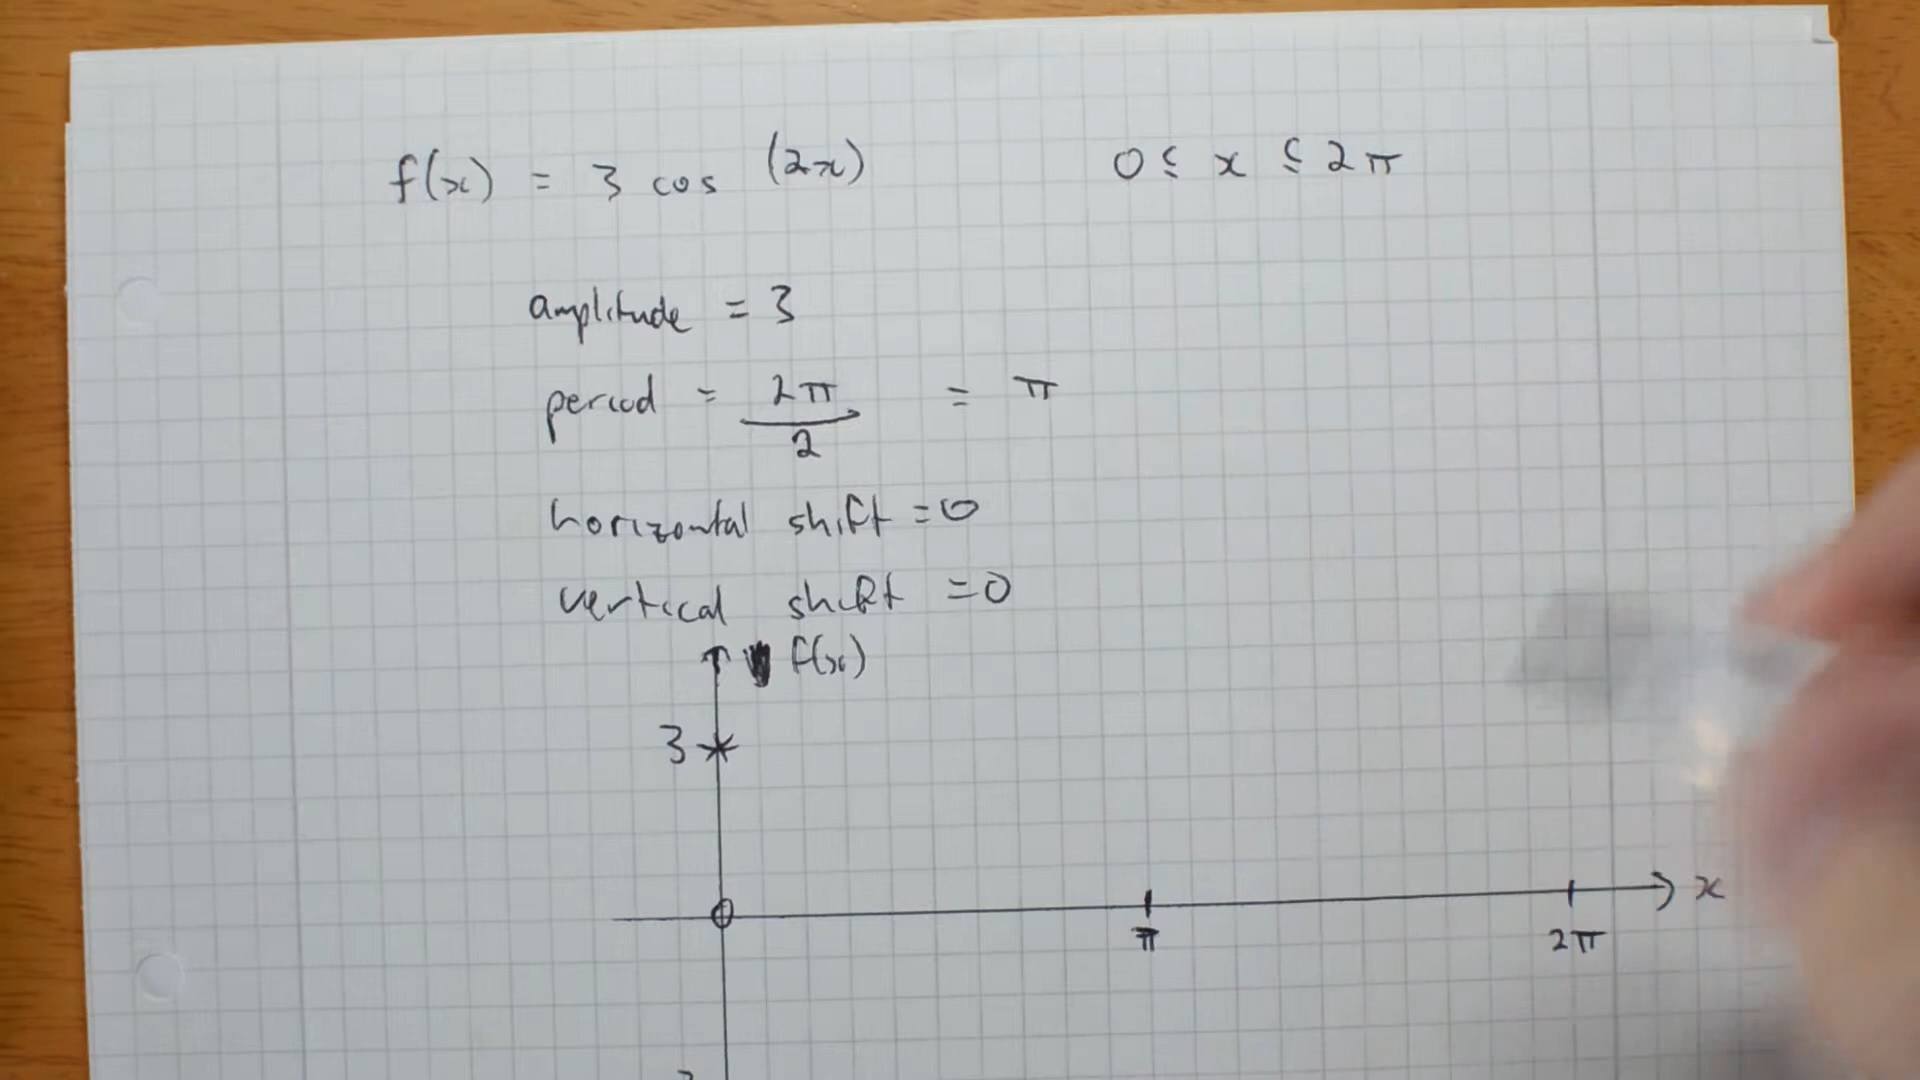 f(x) = 3 cos (2x) 0 ≤ x ≤ 2π
amplitude = 3
period = 2π/2 = π
horizontal shift = 0
vertical shift = 0
f(x)
3
0
x
π
2π